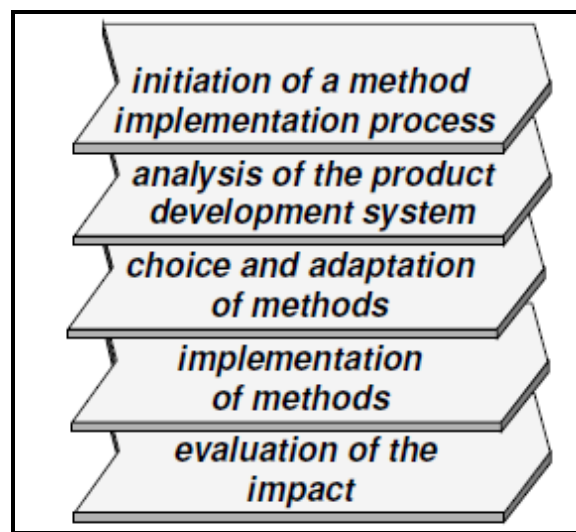 initiation of a method
implementation process
analysis of the product
development system
choice and adaptation
of methods
implementation
of methods
evaluation of the
impact